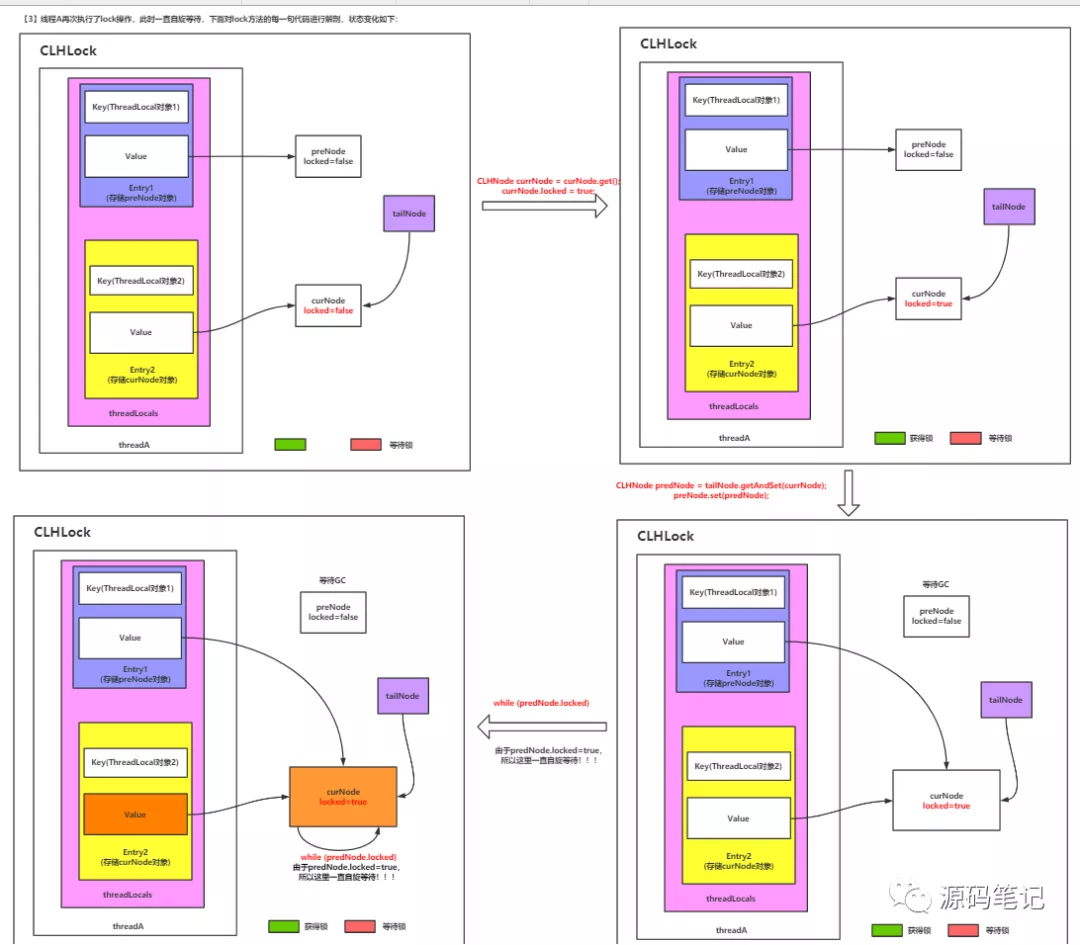 【3】线程A再次执行了lock操作，此时一直自旋等待，下面对lock方法的每一句代码进行解剖，状态变化如下：
CLHLock
Key(ThreadLocal对象1)
Value
Entry1
(存储preNode对象)
preNode
locked=false
tailNode
Key(ThreadLocal对象2)
curNode
locked=false
Value
Entry2
(存储curNode对象)
threadLocals
threadA
等待锁
CLHNode currNode = curNode.get();
currNode.locked = true;
CLHLock
Key(ThreadLocal对象1)
Value
Entry1
(存储preNode对象)
preNode
locked=false
tailNode
Key(ThreadLocal对象2)
curNode
locked=true
Value
Entry2
(存储curNode对象)
threadLocals
threadA
获得锁
等待锁
CLHNode predNode = tailNode.getAndSet(currNode);
preNode.set(predNode);
CLHLock
Key(ThreadLocal对象1)
Value
Entry1
(存储preNode对象)
等待GC
preNode
locked=false
tailNode
Key(ThreadLocal对象2)
curNode
locked=true
Value
Entry2
(存储curNode对象)
threadLocals
threadA
获得锁
等待锁
while (predNode.locked)
由于predNode.locked=true，
所以这里一直自旋等待！！！
CLHLock
Key(ThreadLocal对象1)
Value
Entry1
(存储preNode对象)
等待GC
preNode
locked=false
tailNode
Key(ThreadLocal对象2)
curNode
locked=true
Value
while (predNode.locked)
由于predNode.locked=true，
所以这里一直自旋等待！！！
Entry2
(存储curNode对象)
threadLocals
threadA
获得锁
等待锁
源码笔记